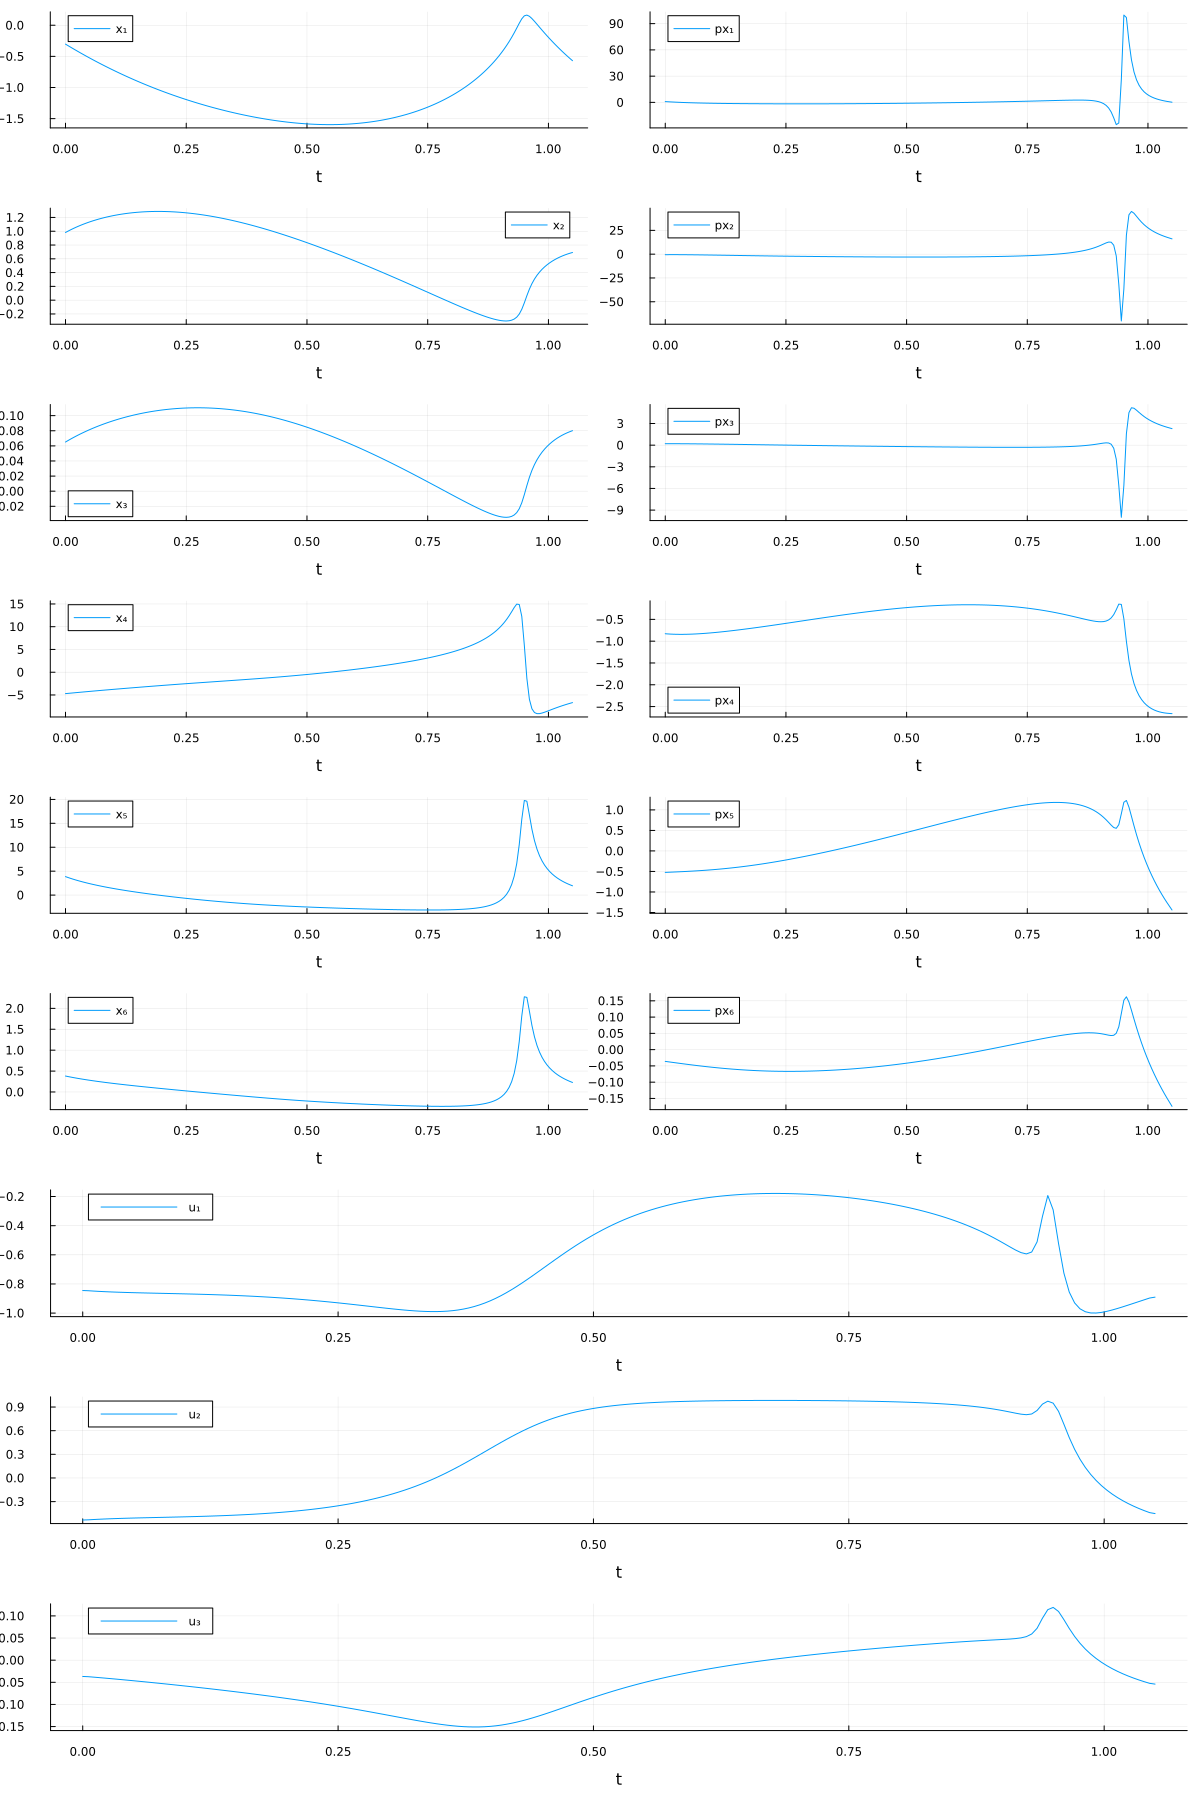 0.0
−0.5
−1.0
−1.5
x₁
0.00 0.25 0.50 0.75 1.00
t
90
60
30
0
px₁
0.00 0.25 0.50 0.75 1.00
t
1.2
1.0
0.8
0.6
0.4
0.2
0.0
−0.2
x₂
0.00 0.25 0.50 0.75 1.00
t
25
0
−25
−50
px₂
0.00 0.25 0.50 0.75 1.00
t
0.10
0.08
0.06
0.04
0.02
0.00
0.02
x₃
0.00 0.25 0.50 0.75 1.00
t
3
0
−3
−6
−9
px₃
0.00 0.25 0.50 0.75 1.00
t
15
10
5
0
−5
x₄
0.00 0.25 0.50 0.75 1.00
t
−0.5
−1.0
−1.5
−2.0
−2.5
px₄
0.00 0.25 0.50 0.75 1.00
t
20
15
10
5
0
x₅
0.00 0.25 0.50 0.75 1.00
t
1.0
0.5
0.0
−0.5
−1.0
−1.5
px₅
0.00 0.25 0.50 0.75 1.00
t
2.0
1.5
1.0
0.5
0.0
x₆
0.00 0.25 0.50 0.75 1.00
t
0.15
0.10
0.05
0.00
−0.05
−0.10
−0.15
px₆
0.00 0.25 0.50 0.75 1.00
t
−0.2
−0.4
−0.6
−0.8
−1.0
u₁
0.00 0.25 0.50 0.75 1.00
t
0.9
0.6
0.3
0.0
−0.3
u₂
0.00 0.25 0.50 0.75 1.00
t
0.10
0.05
0.00
0.05
0.10
0.15
u₃
0.00 0.25 0.50 0.75 1.00
t